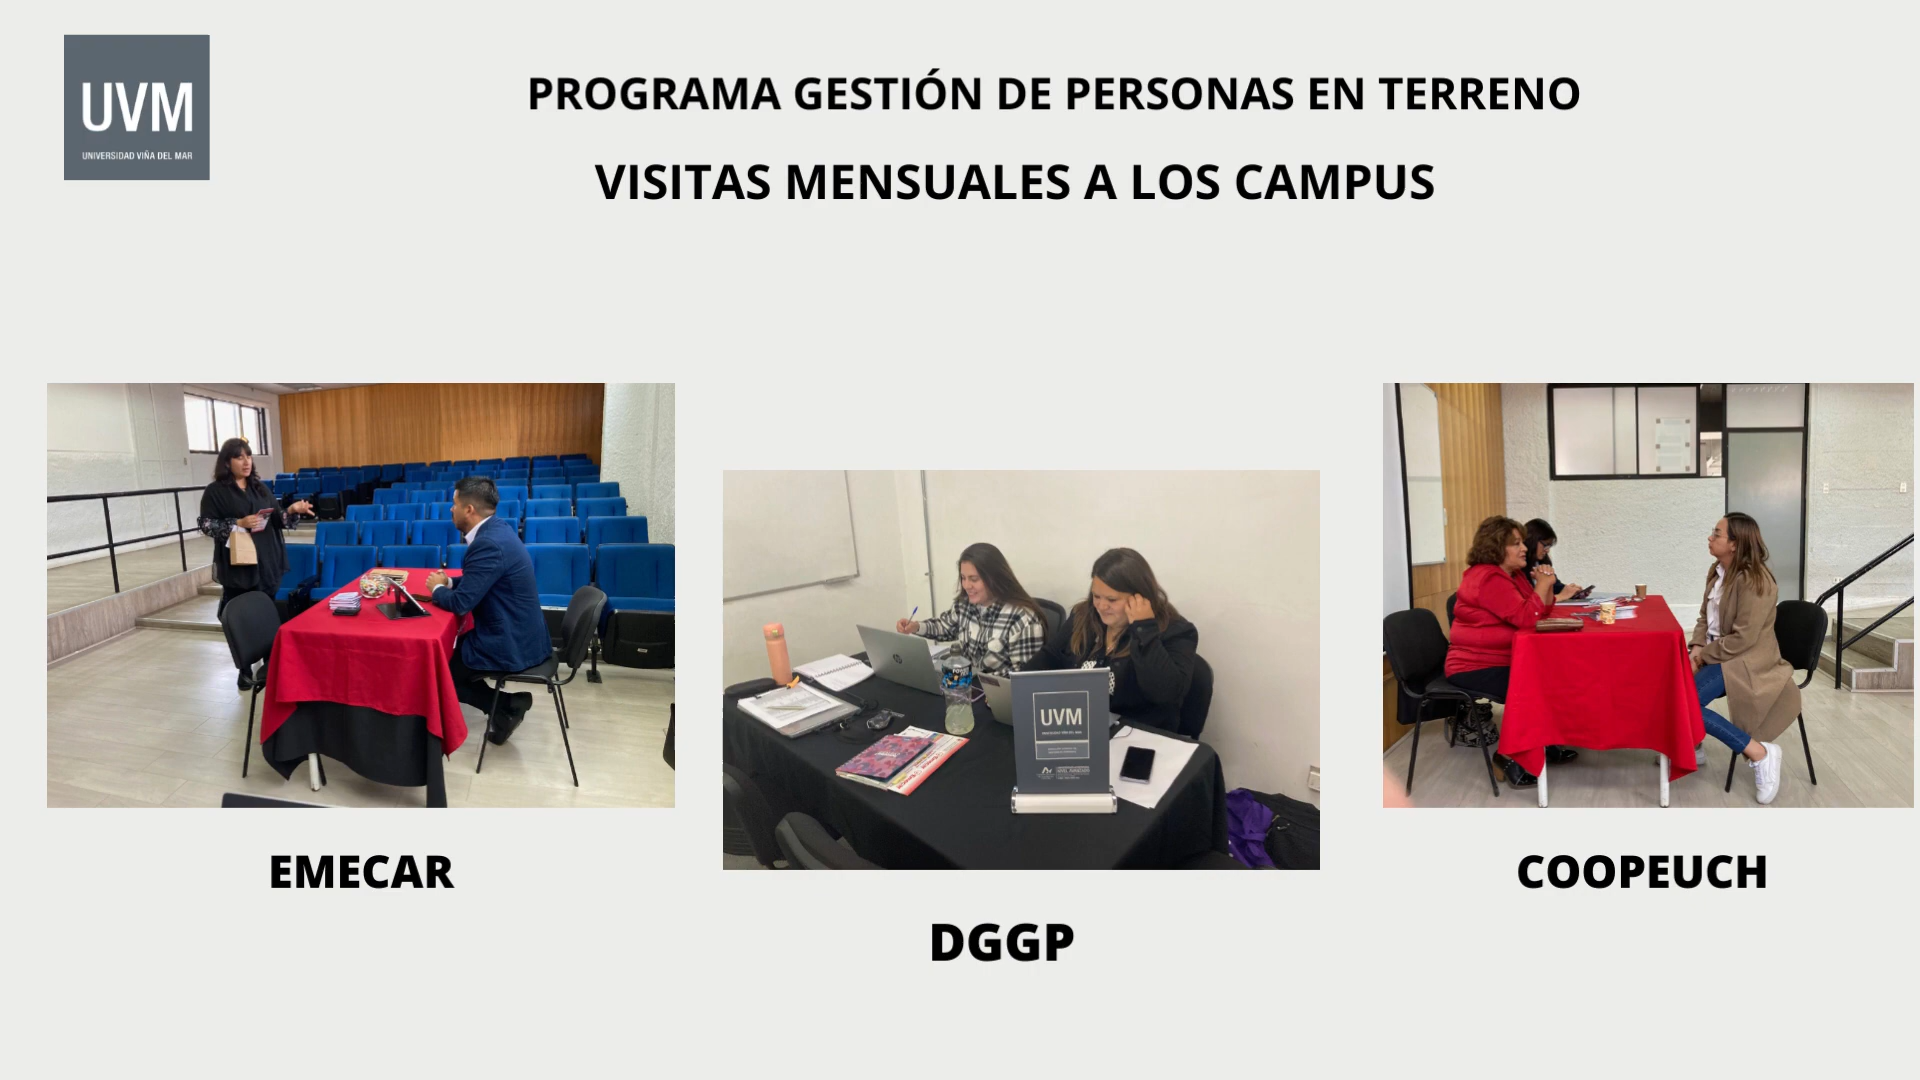 UVM
UNIVERSIDAD VIÑA DEL MAR
PROGRAMA GESTIÓN DE PERSONAS EN TERRENO
VISITAS MENSUALES A LOS CAMPUS
UVM
EMECAR
DGGP
COOPEUCH